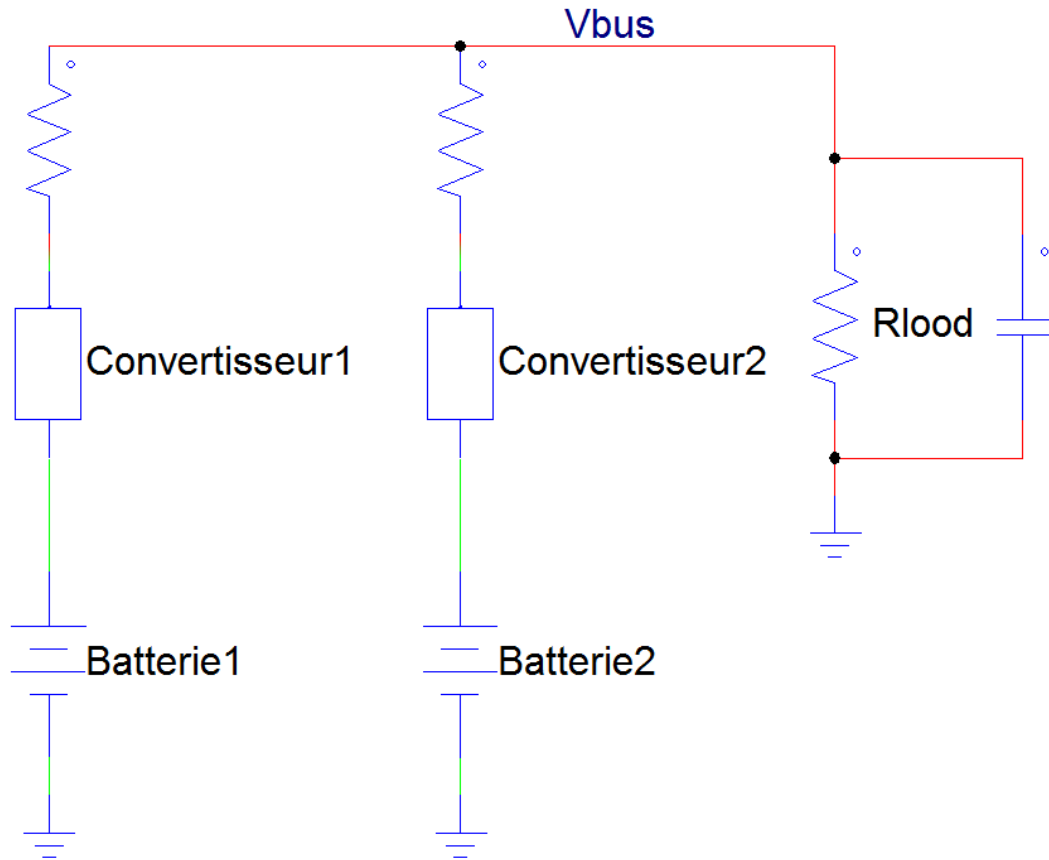 Vbus
Convertisseur1
Convertisseur2
Rlood
Batterie1
Batterie2